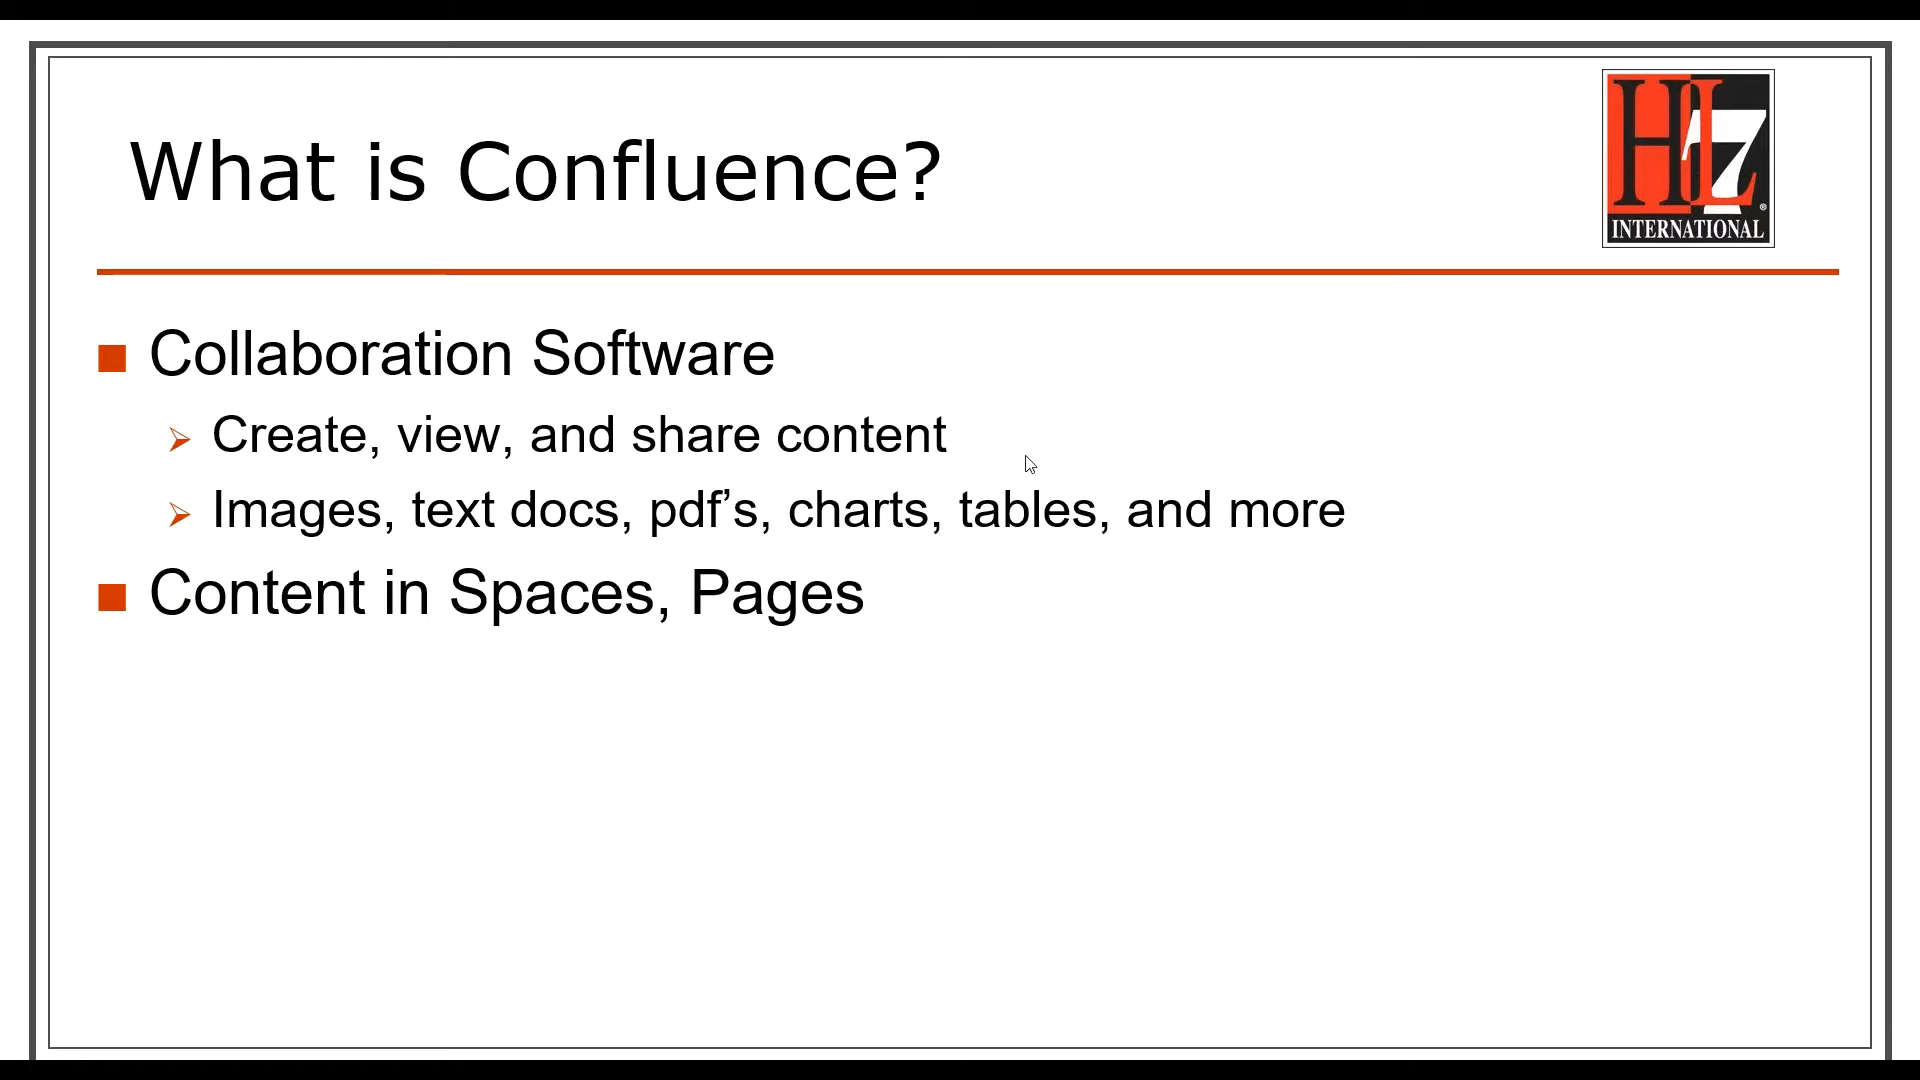 What is Confluence?
HL7
INTERNATIONAL
®
Collaboration Software
Create, view, and share content
Images, text docs, pdf’s, charts, tables, and more
Content in Spaces, Pages